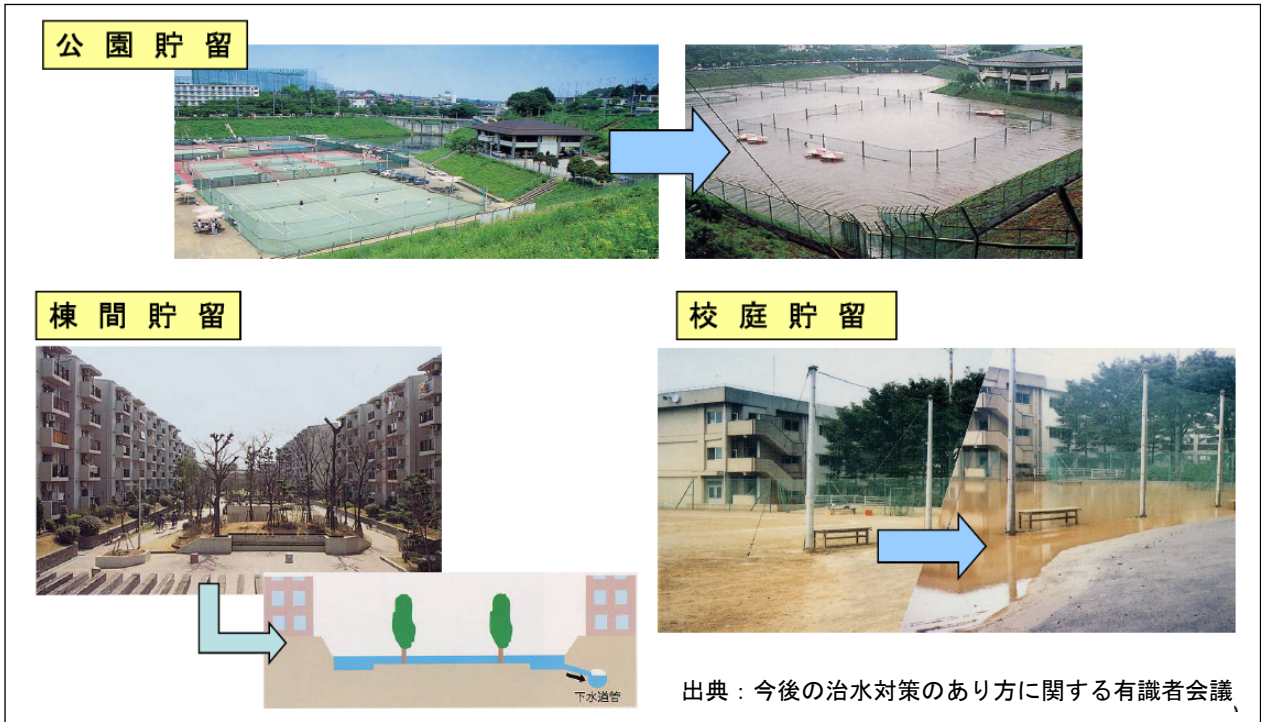 公園貯留
棟間貯留
校庭貯留
下水道管
出典：今後の治水対策のあり方に関する有識者会議